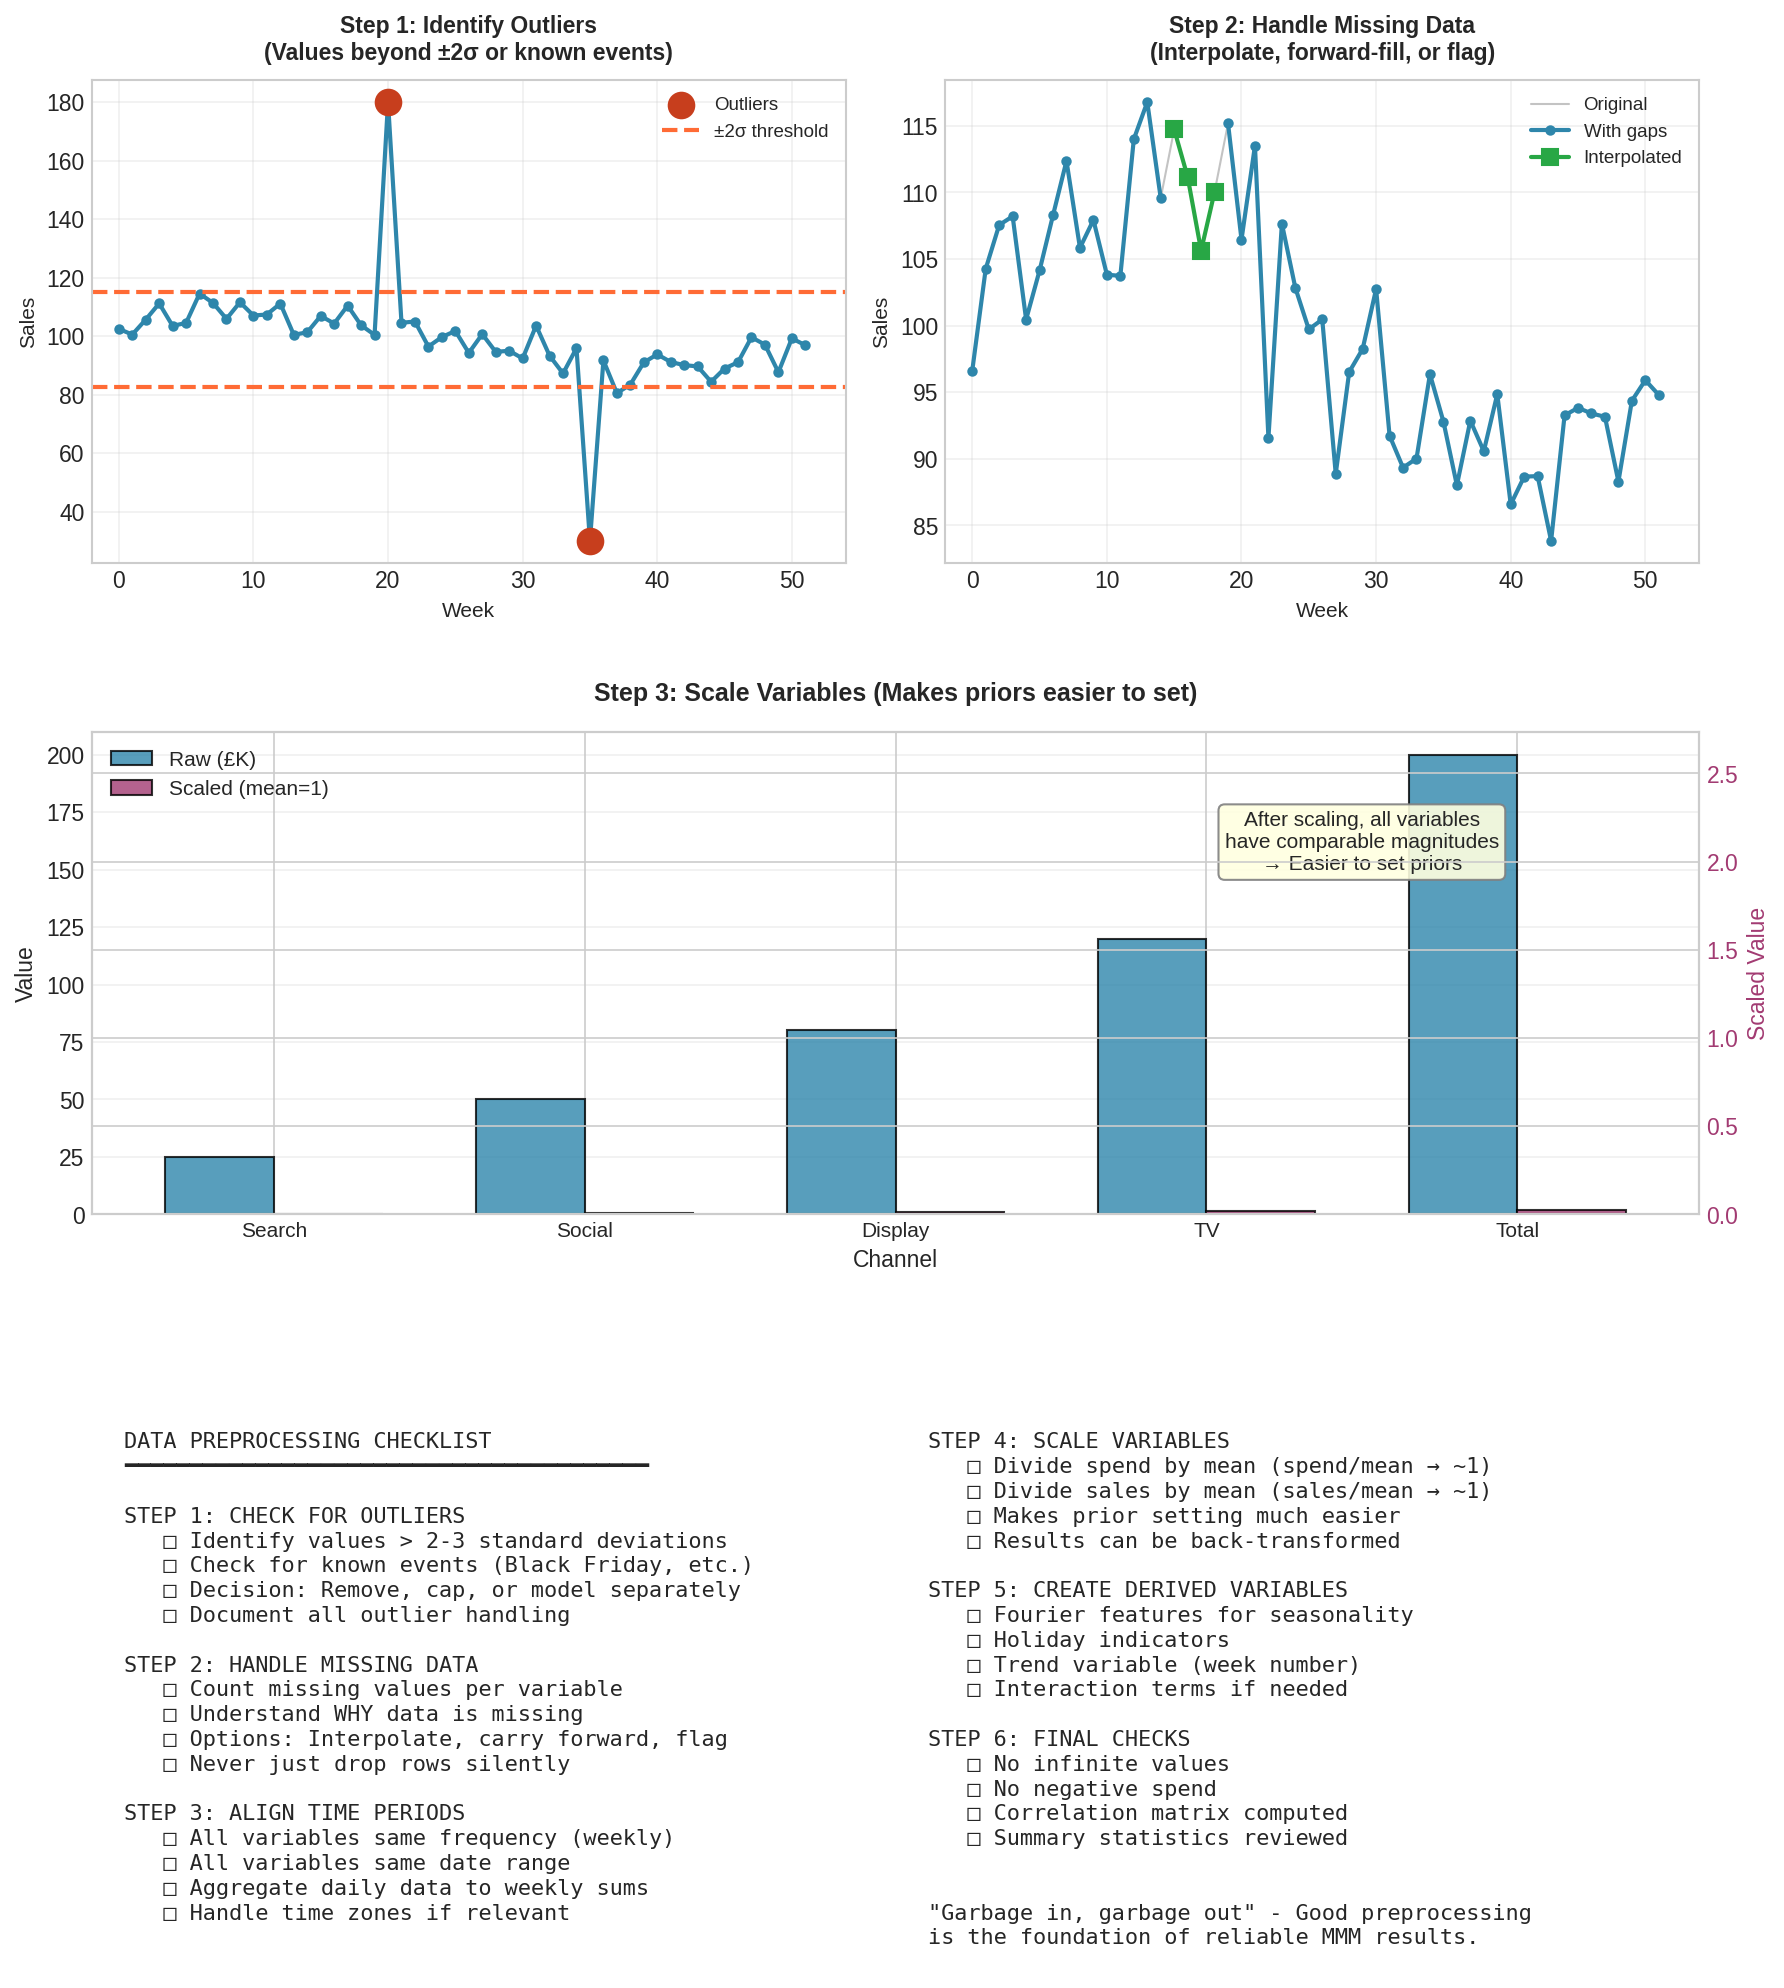 Step 1: Identify Outliers
(Values beyond ±2σ or known events)
180
160
140
120
100
80
60
40
Sales
0 10 20 30 40 50
Week
Outliers
±2σ threshold
Step 2: Handle Missing Data
(Interpolate, forward-fill, or flag)
115
110
105
100
95
90
85
Sales
0 10 20 30 40 50
Week
Original
With gaps
Interpolated
Step 3: Scale Variables (Makes priors easier to set)
Raw (£K)
Scaled (mean=1)
200
175
150
125
100
75
50
25
0
Value
After scaling, all variables
have comparable magnitudes
→ Easier to set priors
2.5
2.0
1.5
1.0
0.5
0.0
Scaled Value
Search Social Display TV Total
Channel
DATA PREPROCESSING CHECKLIST
STEP 1: CHECK FOR OUTLIERS
□ Identify values > 2-3 standard deviations
□ Check for known events (Black Friday, etc.)
□ Decision: Remove, cap, or model separately
□ Document all outlier handling
STEP 2: HANDLE MISSING DATA
□ Count missing values per variable
□ Understand WHY data is missing
□ Options: Interpolate, carry forward, flag
□ Never just drop rows silently
STEP 3: ALIGN TIME PERIODS
□ All variables same frequency (weekly)
□ All variables same date range
□ Aggregate daily data to weekly sums
□ Handle time zones if relevant
STEP 4: SCALE VARIABLES
□ Divide spend by mean (spend/mean → ~1)
□ Divide sales by mean (sales/mean → ~1)
□ Makes prior setting much easier
□ Results can be back-transformed
STEP 5: CREATE DERIVED VARIABLES
□ Fourier features for seasonality
□ Holiday indicators
□ Trend variable (week number)
□ Interaction terms if needed
STEP 6: FINAL CHECKS
□ No infinite values
□ No negative spend
□ Correlation matrix computed
□ Summary statistics reviewed
"Garbage in, garbage out" - Good preprocessing
is the foundation of reliable MMM results.